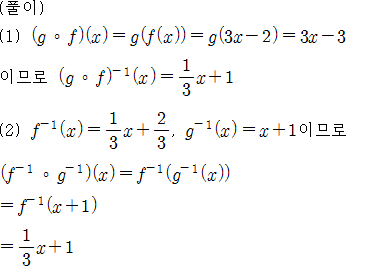 (풀이)
(1) (g ∘ f)(x) = g(f(x)) = g(3x−2) = 3x−3
이므로 (g ∘ f)⁻¹(x) = 1/3 x+1
(2) f⁻¹(x) = 1/3 x + 2/3, g⁻¹(x) = x+1이므로
(f⁻¹ ∘ g⁻¹)(x) = f⁻¹(g⁻¹(x))
= f⁻¹(x+1)
= 1/3 x+1